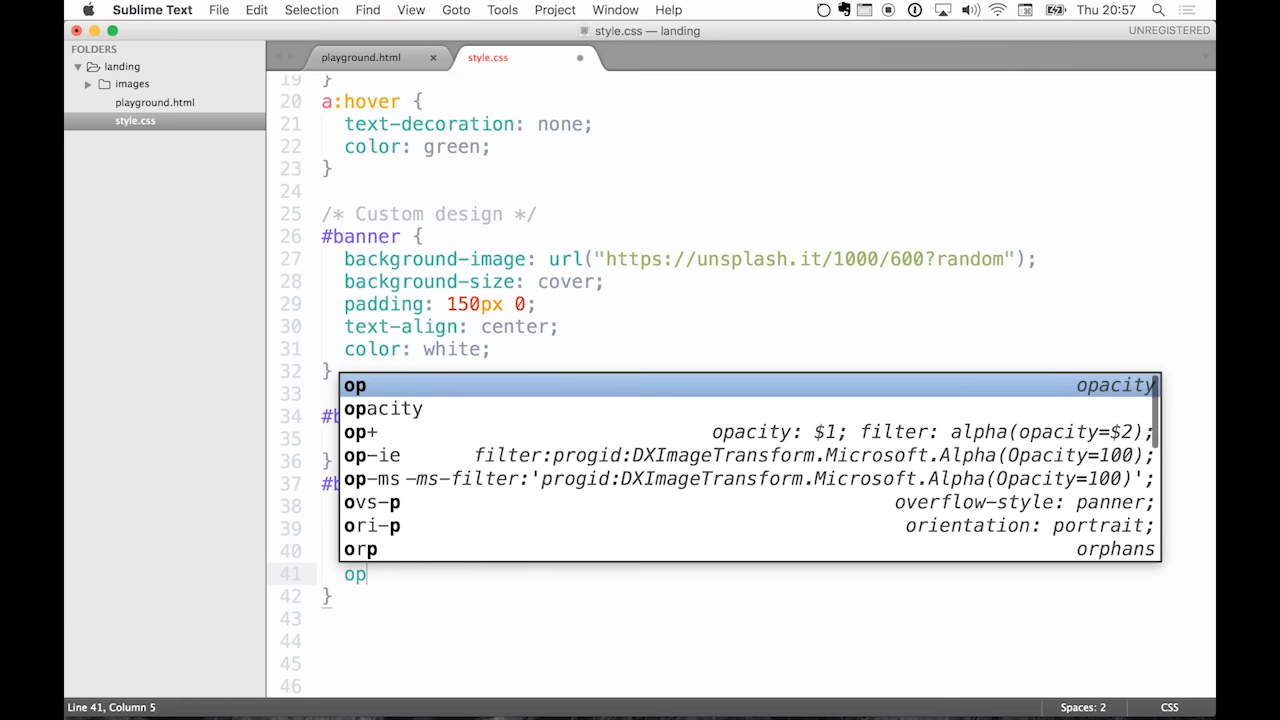 Sublime Text File Edit Selection Find View Goto Tools Project Window Help Thu 20:57
style.css — landing UNREGISTERED
FOLDERS
landing
images
playground.html
style.css
playground.html × style.css
19 }
20 a:hover {
21 text-decoration: none;
22 color: green;
23 }
24
25 /* Custom design */
26 #banner {
27 background-image: url("https://unsplash.it/1000/600?random");
28 background-size: cover;
29 padding: 150px 0;
30 text-align: center;
31 color: white;
32 }
33
34 #b
35
36 }
37 #b
38
39
40
41 op
42 }
43
44
45
46
op opacity
opacity
op+ opacity: $1; filter: alpha(opacity=$2);
op-ie filter:progid:DXImageTransform.Microsoft.Alpha(Opacity=100);
op-ms -ms-filter:'progid:DXImageTransform.Microsoft.Alpha(Opacity=100)';
ovs-p overflow-style: panner;
ori-p orientation: portrait;
orp orphans
Line 41, Column 5 Spaces: 2 CSS